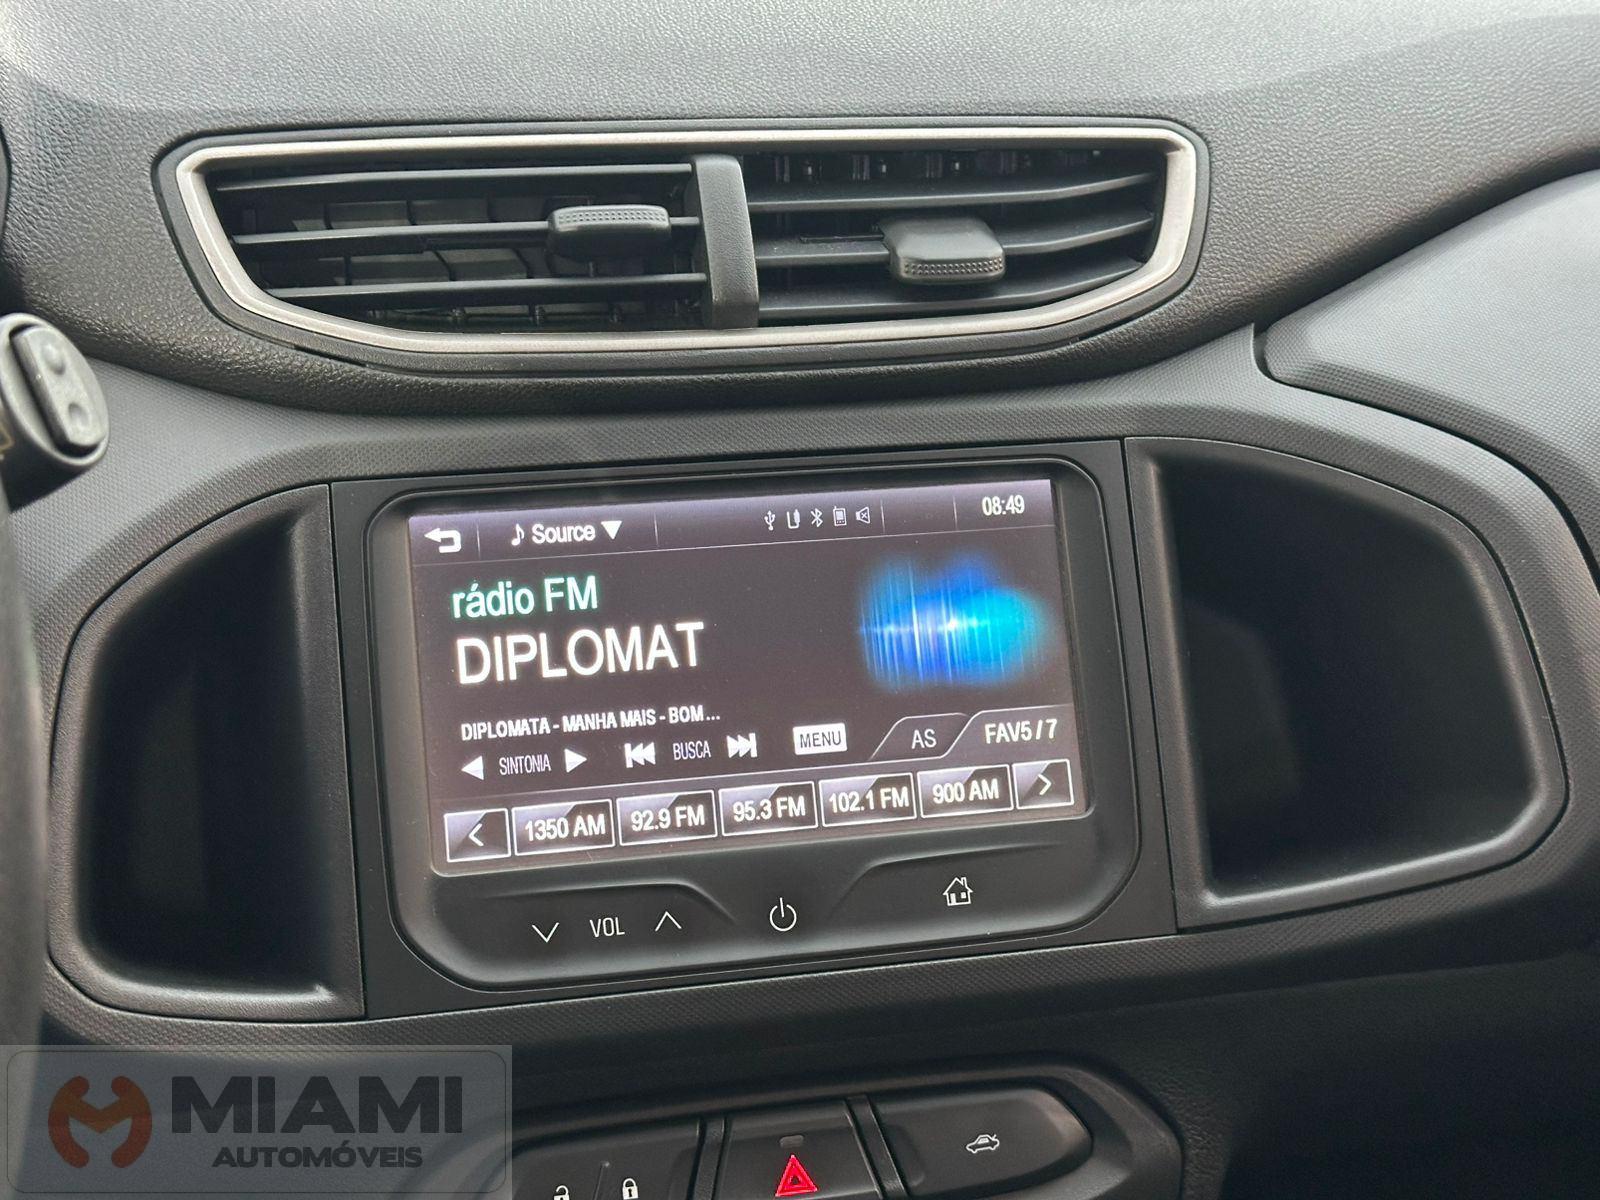 Source
08:49
rádio FM
DIPLOMAT
DIPLOMATA - MANHA MAIS - BOM...
SINTONIA BUSCA MENU AS FAV5 / 7
< 1350 AM 92.9 FM 95.3 FM 102.1 FM 900 AM >
VOL
MIAMI
AUTOMÓVEIS